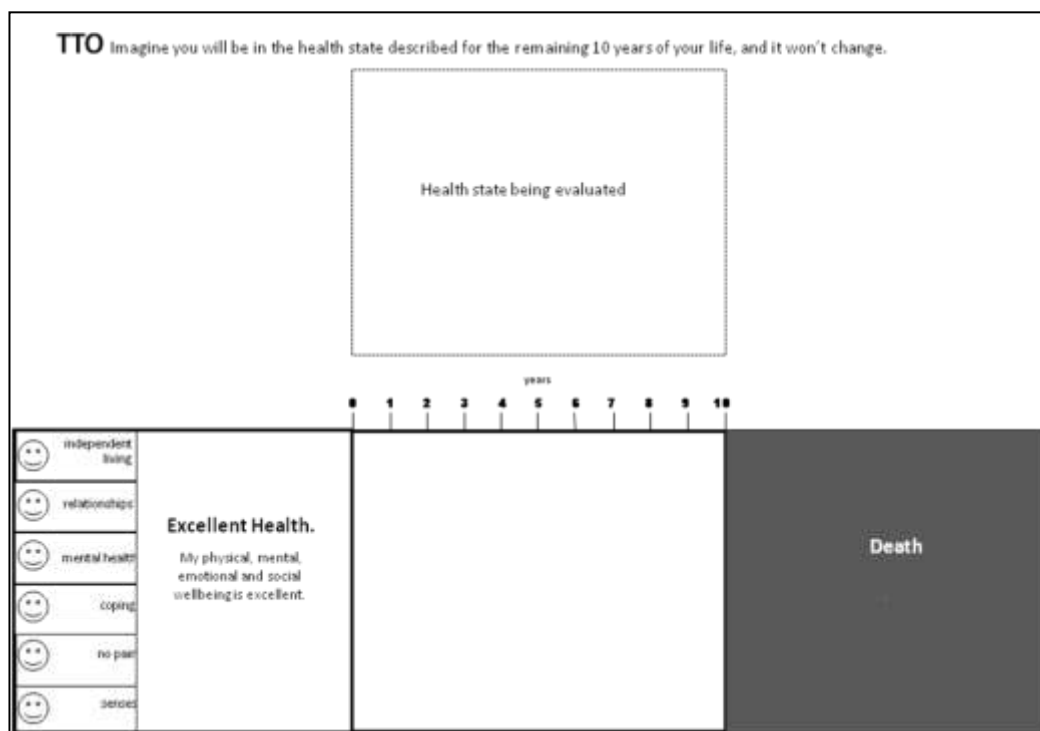 TTO Imagine you will be in the health state described for the remaining 10 years of your life, and it won't change.
Health state being evaluated
years
0 1 2 3 4 5 6 7 8 9 10
independent
living
relationships
mental health
coping
no pain
senses
Excellent Health.
My physical, mental,
emotional and social
wellbeing is excellent.
Death